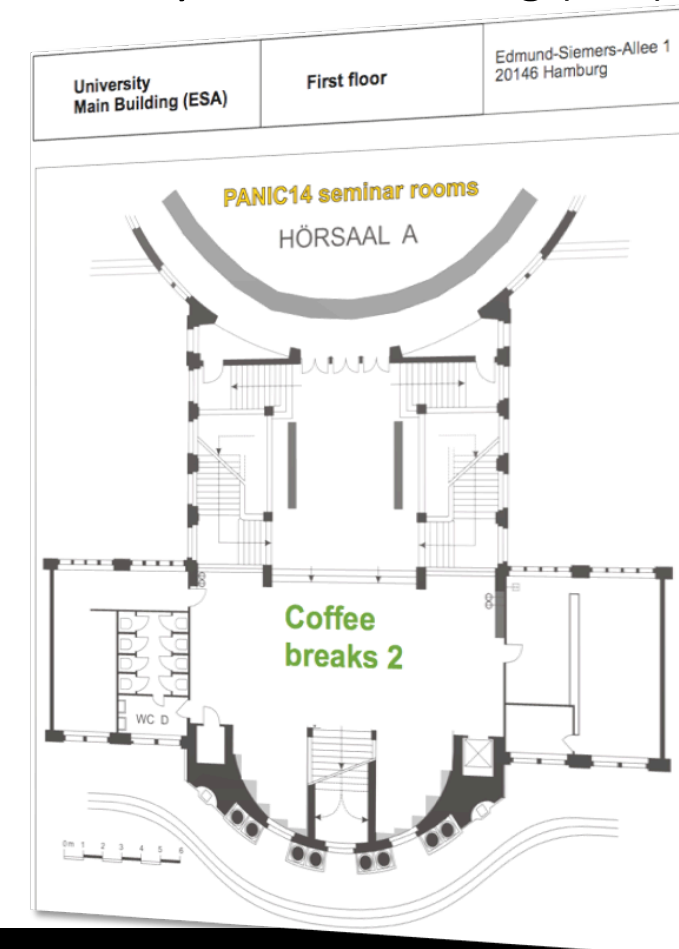 University
Main Building (ESA)
First floor
Edmund-Siemers-Allee 1
20146 Hamburg
PANIC14 seminar rooms
HÖRSAAL A
Coffee
breaks 2
WC D
0m 1 2 3 4 5 6